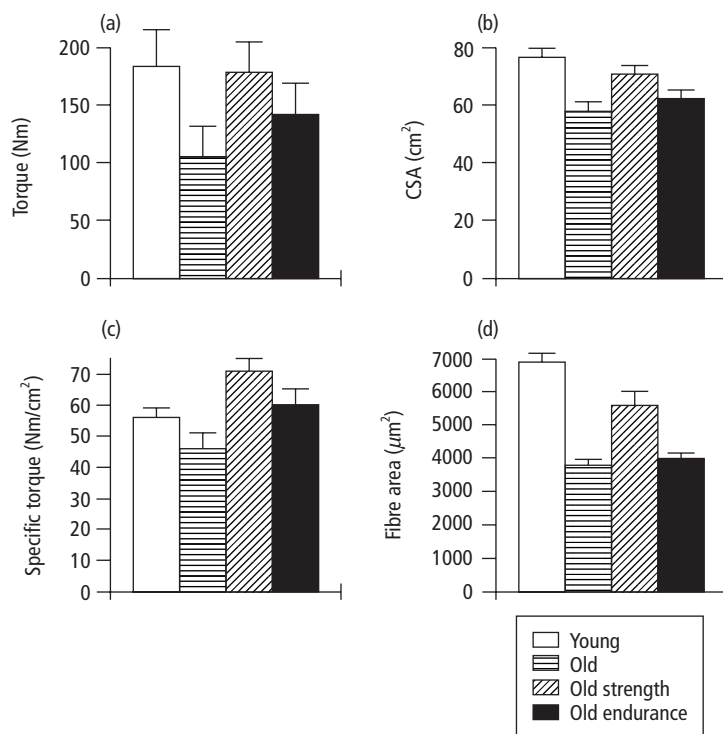 (a)
Torque (Nm)
200
150
100
50
0
(b)
CSA (cm²)
80
60
40
20
0
(c)
Specific torque (Nm/cm²)
70
60
50
40
30
20
10
0
(d)
Fibre area (μm²)
7000
6000
5000
4000
3000
2000
1000
0
Young
Old
Old strength
Old endurance